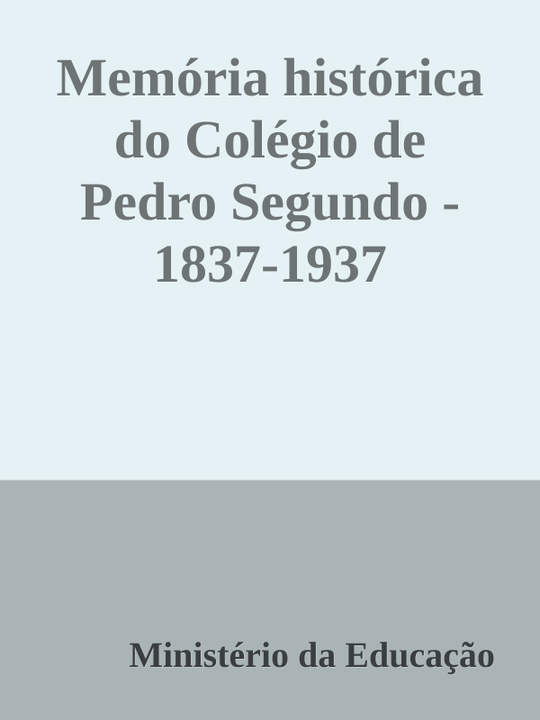 Memória histórica
do Colégio de
Pedro Segundo -
1837-1937
Ministério da Educação